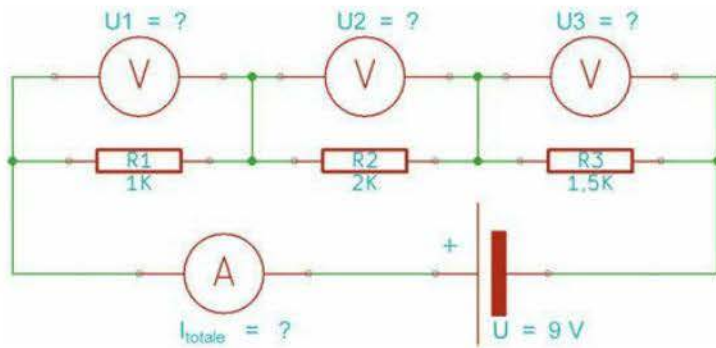 U1 = ? U2 = ? U3 = ?
V V V
R1 R2 R3
1K 2K 1,5K
A +
Itotale = ? U = 9 V